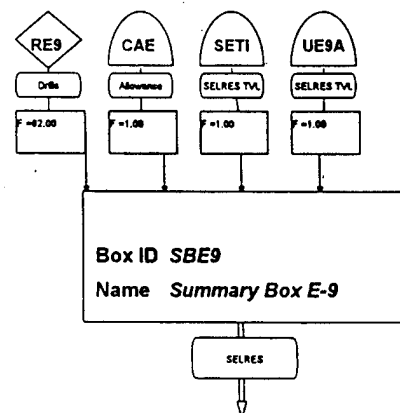 RE9 CAE SETI UE9A
Drills Allowance SELRES TVL SELRES TVL
F =62.00 F =1.00 F =1.00 F =1.00
Box ID SBE9
Name Summary Box E-9
SELRES